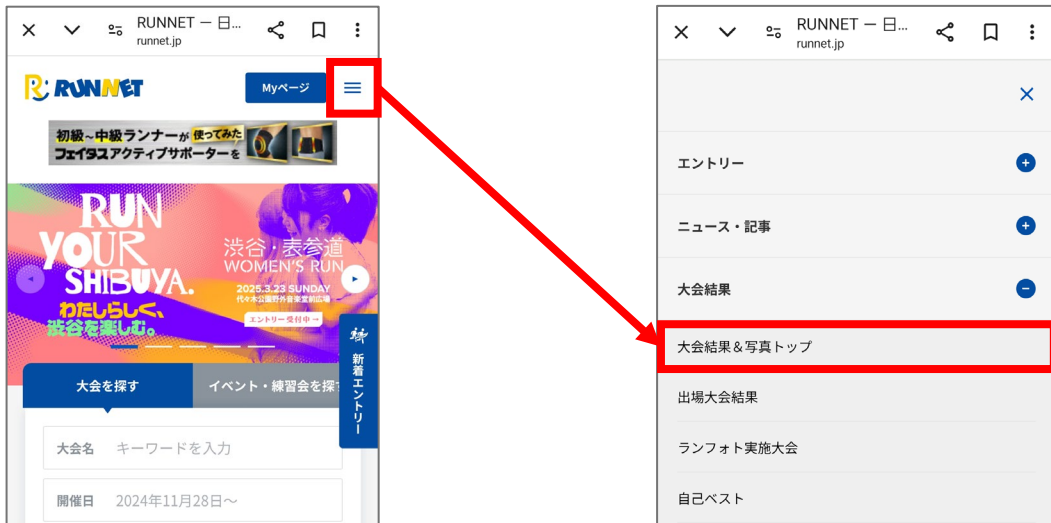 RUNNET － 日...
runnet.jp
RUNNET
Myページ
初級~中級ランナーが 使ってみた
フェイタスアクティブサポーターを
RUN
YOUR
SHIBUYA.
わたしらしく、
渋谷を楽しむ。
渋谷・表参道
WOMEN'S RUN
2025.3.23 SUNDAY
代々木公園野外音楽堂前広場
エントリー受付中→
新着エントリー
大会を探す
イベント・練習会を探す
大会名 キーワードを入力
開催日 2024年11月28日～
RUNNET － 日...
runnet.jp
エントリー
ニュース・記事
大会結果
大会結果＆写真トップ
出場大会結果
ランフォト実施大会
自己ベスト